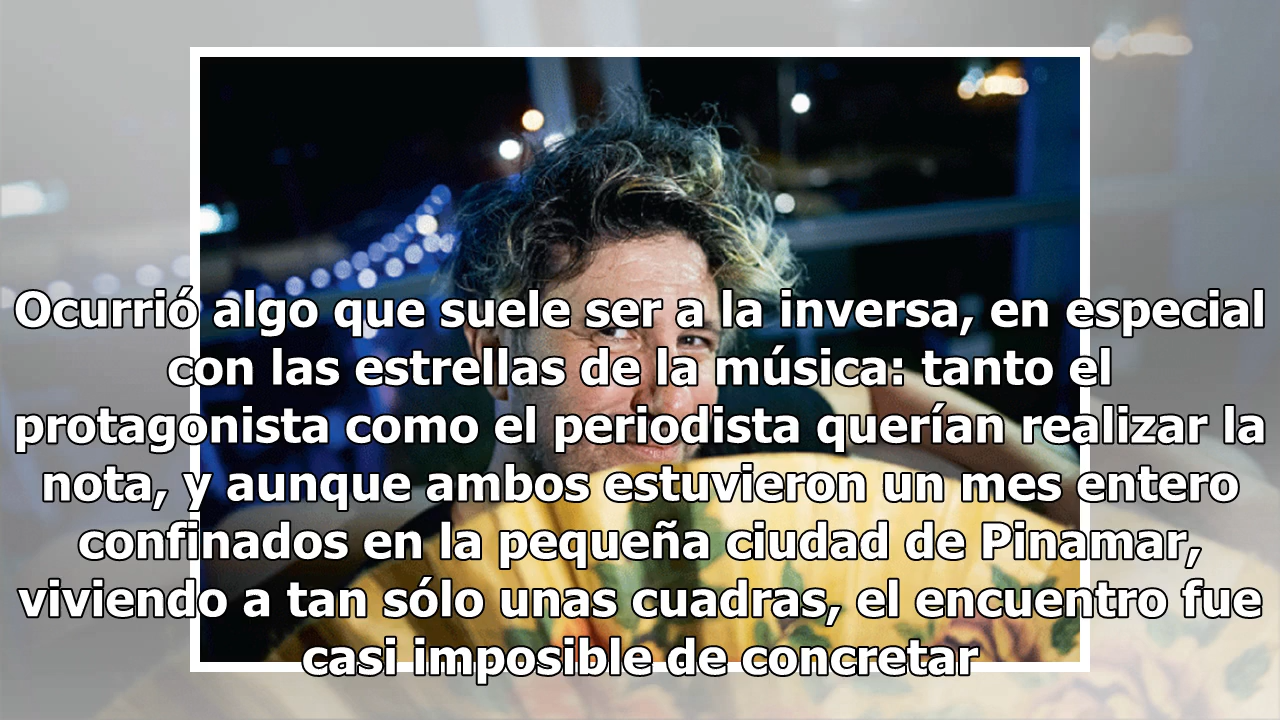 Ocurrió algo que suele ser a la inversa, en especial
con las estrellas de la música: tanto el
protagonista como el periodista querían realizar la
nota, y aunque ambos estuvieron un mes entero
confinados en la pequeña ciudad de Pinamar,
viviendo a tan sólo unas cuadras, el encuentro fue
casi imposible de concretar